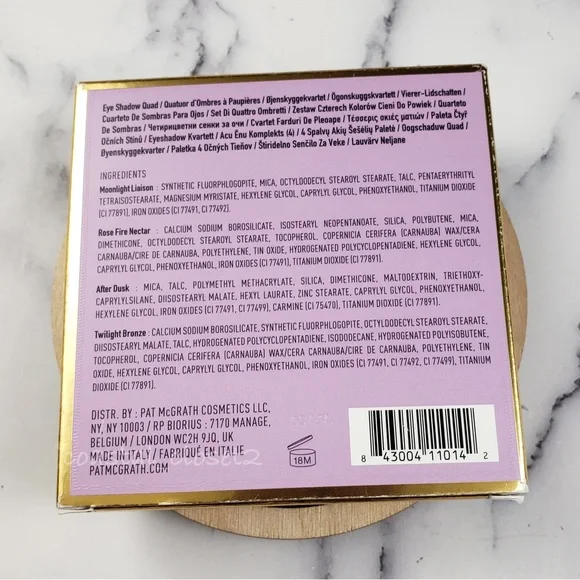 Eye Shadow Quad / Quatuor d'Ombres à Paupières / Øjenskyggekvartet / Ögonskuggskvartett / Vierer-Lidschatten /
Cuarteto De Sombras Para Ojos / Set Di Quattro Ombretti / Zestaw Czterech Kolorów Cieni Do Powiek / Quarteto
De Sombras / Четирицветни сенки за очи / Cvartet Farduri De Pleoape / Τέσσερις σκιές ματιών / Paleta Čtyř
Očních Stínů / Eyeshadow Kvartett / Acu Ēnu Komplekts (4) / 4 Spalvų Akių Šešėlių Paletė / Oogschaduw Quad /
Øyenskyggekvarter / Paletka 4 Očných Tieňov / Štiridelno Senčilo Za Veke / Lauvärv Neljane
INGREDIENTS
Moonlight Liaison : SYNTHETIC FLUORPHLOGOPITE, MICA, OCTYLDODECYL STEAROYL STEARATE, TALC, PENTAERYTHRITYL
TETRAISOSTEARATE, MAGNESIUM MYRISTATE, HEXYLENE GLYCOL, CAPRYLYL GLYCOL, PHENOXYETHANOL, TITANIUM DIOXIDE
(CI 77891), IRON OXIDES (CI 77491, CI 77492).
Rose Fire Nectar : CALCIUM SODIUM BOROSILICATE, ISOSTEARYL NEOPENTANOATE, SILICA, POLYBUTENE, MICA,
DIMETHICONE, OCTYLDODECYL STEAROYL STEARATE, TOCOPHEROL, COPERNICIA CERIFERA (CARNAUBA) WAX/CERA
CARNAUBA/CIRE DE CARNAUBA, POLYETHYLENE, TIN OXIDE, HYDROGENATED POLYCYCLOPENTADIENE, HEXYLENE GLYCOL,
CAPRYLYL GLYCOL, PHENOXYETHANOL, IRON OXIDES (CI 77491), TITANIUM DIOXIDE (CI 77891).
After Dusk : MICA, TALC, POLYMETHYL METHACRYLATE, SILICA, DIMETHICONE, MALTODEXTRIN, TRIETHOXY-
CAPRYLYLSILANE, DIISOSTEARYL MALATE, HEXYL LAURATE, ZINC STEARATE, CAPRYLYL GLYCOL, PHENOXYETHANOL,
HEXYLENE GLYCOL, IRON OXIDES (CI 77499), CARMINE (CI 75470), TITANIUM DIOXIDE (CI 77891).
Twilight Bronze : CALCIUM SODIUM BOROSILICATE, SYNTHETIC FLUORPHLOGOPITE, OCTYLDODECYL STEAROYL STEARATE,
DIISOSTEARYL MALATE, TALC, HYDROGENATED POLYCYCLOPENTADIENE, ISODODECANE, HYDROGENATED POLYISOBUTENE,
TOCOPHEROL, COPERNICIA CERIFERA (CARNAUBA) WAX/CERA CARNAUBA/CIRE DE CARNAUBA, POLYETHYLENE, TIN
OXIDE, HEXYLENE GLYCOL, CAPRYLYL GLYCOL, PHENOXYETHANOL, IRON OXIDES (CI 77491, CI 77492, CI 77499), TITANIUM
DIOXIDE (CI 77891).
DISTR. BY : PAT McGRATH COSMETICS LLC,
NY, NY 10003 / RP BIORIUS : 7170 MANAGE,
BELGIUM / LONDON WC2H 9JQ, UK
MADE IN ITALY / FABRIQUÉ EN ITALIE
PATMCGRATH.COM
18M
8 43004 11014 2